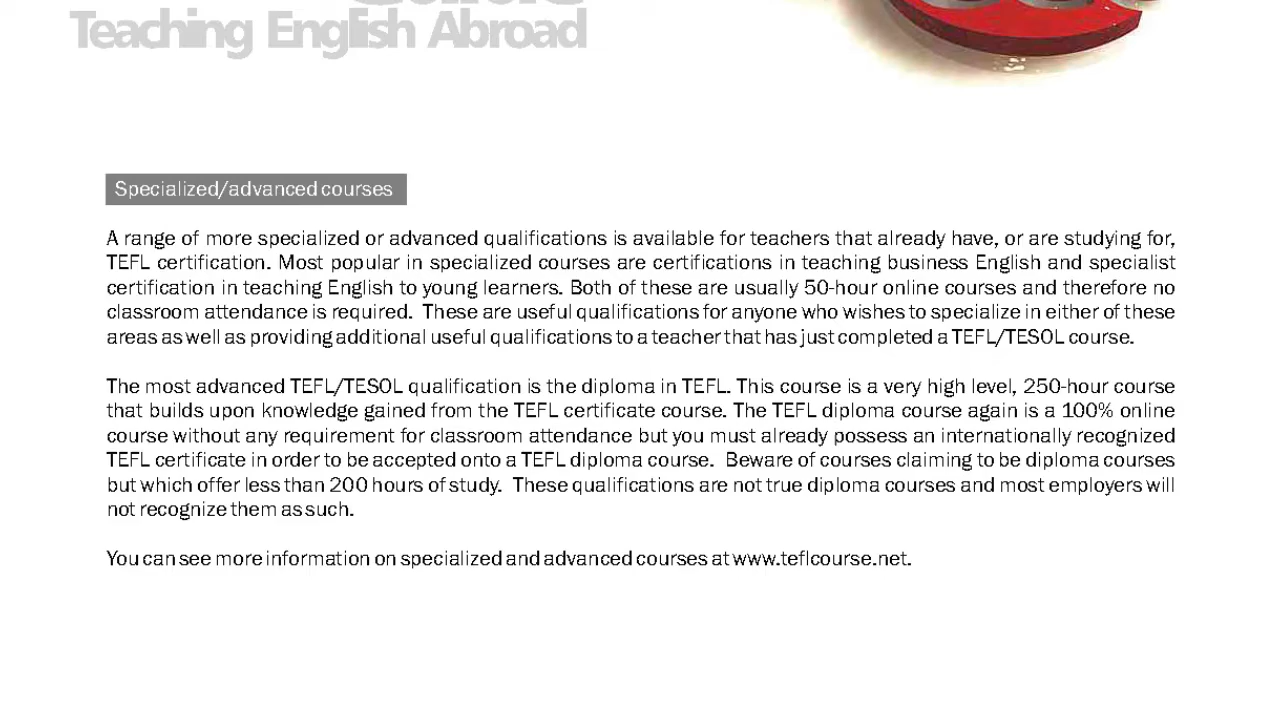 Teaching English Abroad
Specialized/advanced courses
A range of more specialized or advanced qualifications is available for teachers that already have, or are studying for,
TEFL certification. Most popular in specialized courses are certifications in teaching business English and specialist
certification in teaching English to young learners. Both of these are usually 50-hour online courses and therefore no
classroom attendance is required. These are useful qualifications for anyone who wishes to specialize in either of these
areas as well as providing additional useful qualifications to a teacher that has just completed a TEFL/TESOL course.
The most advanced TEFL/TESOL qualification is the diploma in TEFL. This course is a very high level, 250-hour course
that builds upon knowledge gained from the TEFL certificate course. The TEFL diploma course again is a 100% online
course without any requirement for classroom attendance but you must already possess an internationally recognized
TEFL certificate in order to be accepted onto a TEFL diploma course. Beware of courses claiming to be diploma courses
but which offer less than 200 hours of study. These qualifications are not true diploma courses and most employers will
not recognize them as such.
You can see more information on specialized and advanced courses at www.teflcourse.net.